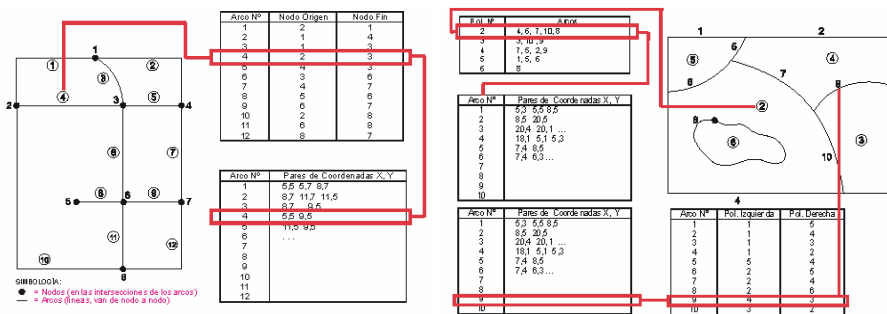 Arco Nº Nodo Origen Nodo Fin
1 2 1
2 1 4
3 1 3
4 2 3
5 4 3
6 3 6
7 4 7
8 5 6
9 6 7
10 2 8
11 6 8
12 8 7
Arco Nº Pares de Coordenadas X, Y
1 5,5 5,7 8,7
2 8,7 11,7 11,5
3 8,7 9,5
4 5,5 9,5
5 11,5 9,5
6 ...
7
8
9
10
11
12
1
1 2
3
4 5
2 3 4
6 7
8 9
5 6 7
11 12
10
SIMBOLOGÍA:
= Nodos (en las intersecciones de los arcos)
= Arcos (líneas, van de nodo a nodo)
Pol. Nº Arcos
2 4, 6, 7, 10, 8
3 3, 10, 9
4 7, 5, 2, 9
5 1, 5, 6
6 8
Arco Nº Pares de Coordenadas X, Y
1 5,3 5,5 8,5
2 8,5 20,5
3 20,4 20,1 ...
4 18,1 5,1 5,3
5 7,4 8,5
6 7,4 6,3 ...
7
8
9
10
Arco Nº Pares de Coordenadas X, Y
1 5,3 5,5 8,5
2 8,5 20,5
3 20,4 20,1 ...
4 18,1 5,1 5,3
5 7,4 8,5
6 7,4 6,3 ...
7
8
9
10
1 2
5
5 4
6 7
2
6 3
10
4
Arco Nº Pol. Izquierda Pol. Derecha
1 1 5
2 1 4
3 1 3
4 1 2
5 5 4
6 2 5
7 2 4
8 2 6
9 4 3
10 3 2